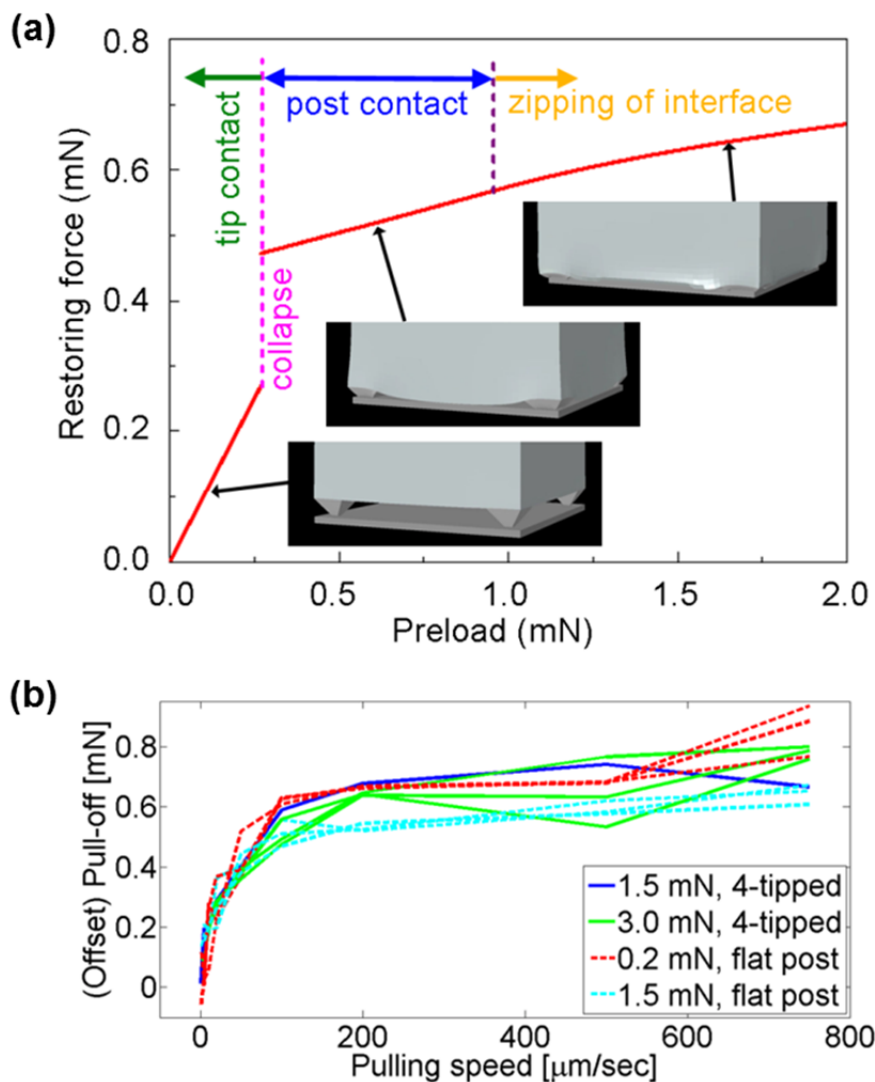 (a)
0.8
tip contact
post contact
zipping of interface
0.6
Restoring force (mN)
0.4
collapse
0.2
0.0
0.0
0.5
1.0
1.5
2.0
Preload (mN)
(b)
0.8
0.6
0.4
0.2
0
(Offset) Pull-off [mN]
1.5 mN, 4-tipped
3.0 mN, 4-tipped
0.2 mN, flat post
1.5 mN, flat post
0
200
400
600
800
Pulling speed [μm/sec]